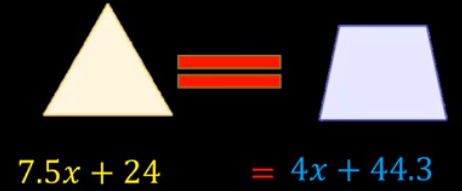 7.5x + 24 = 4x + 44.3